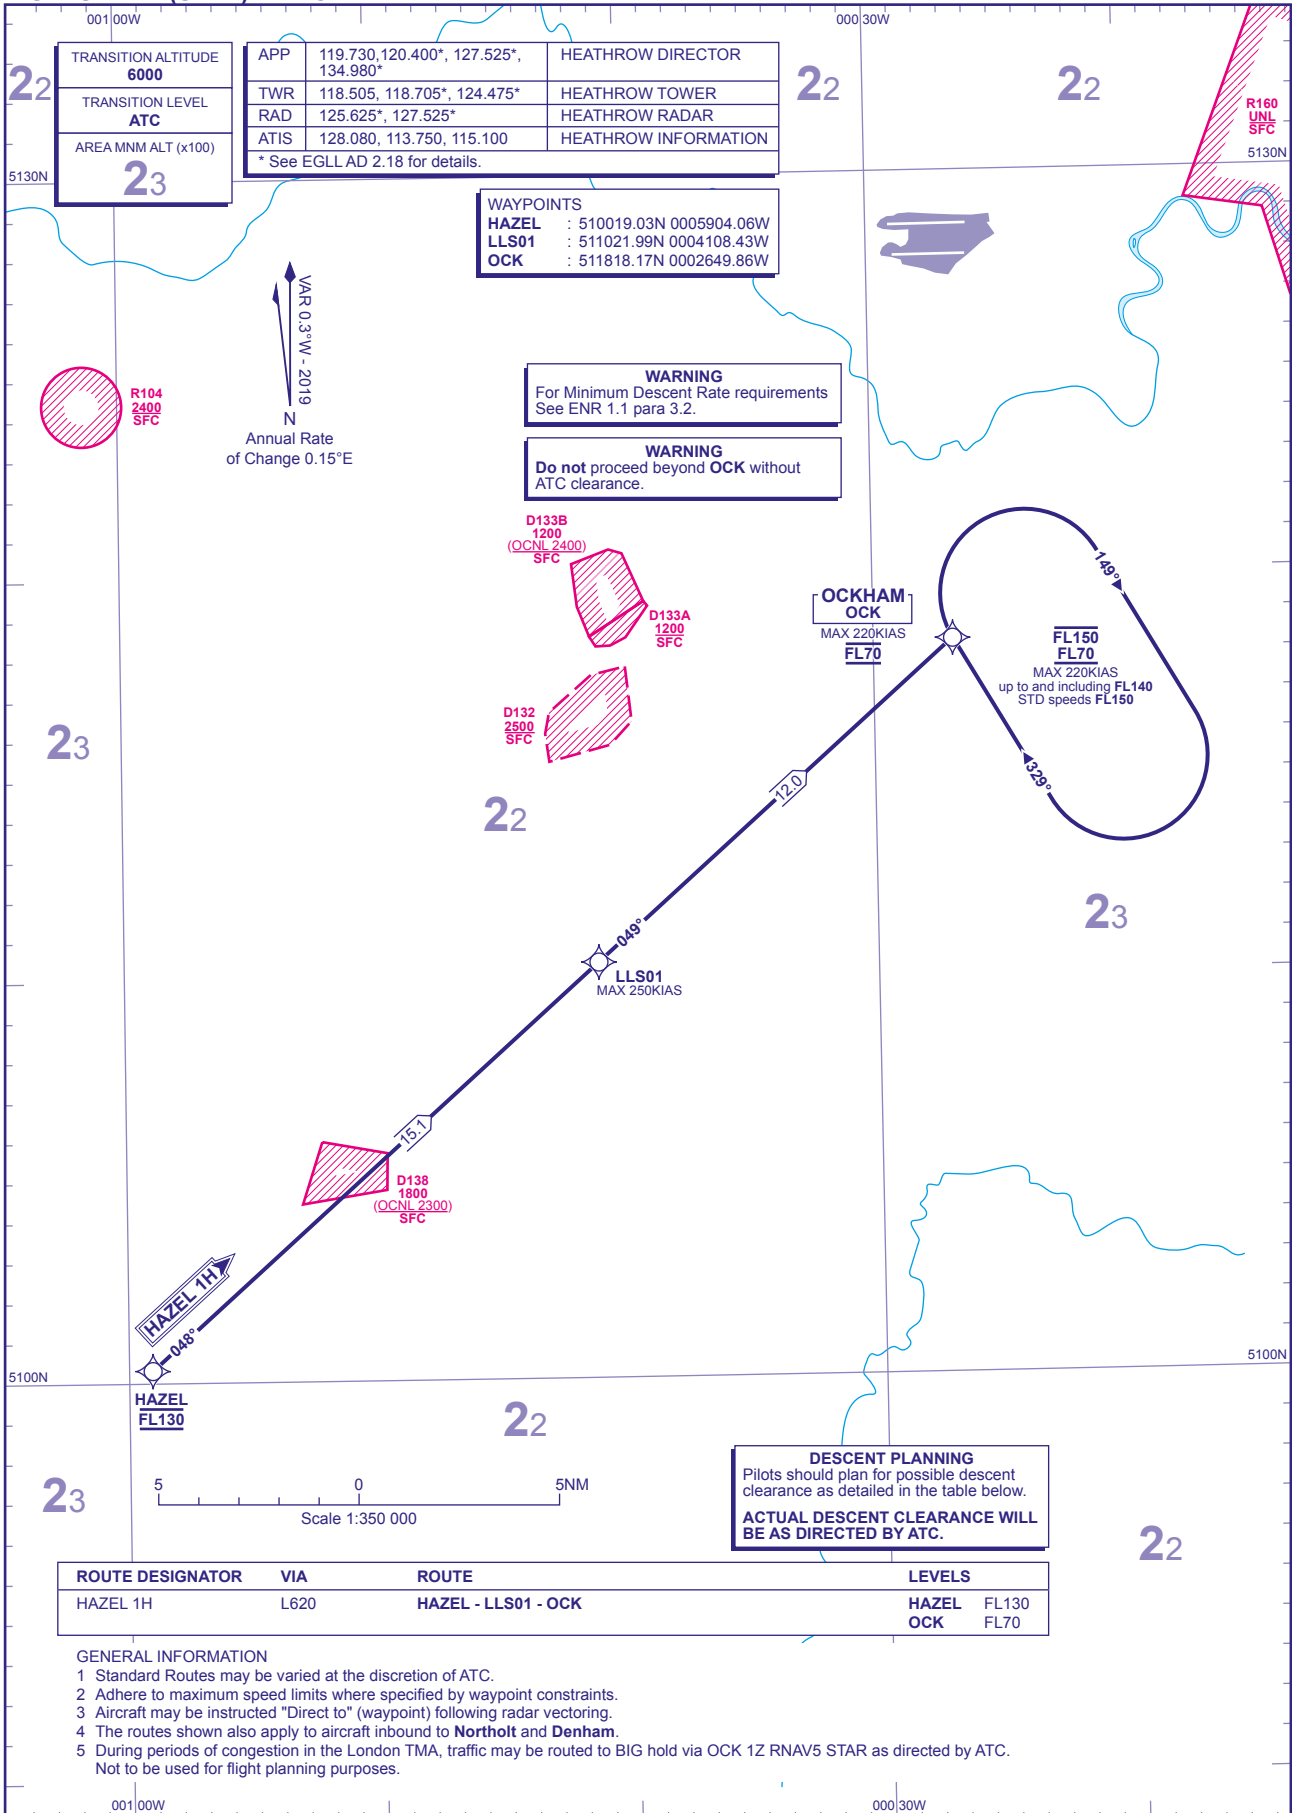 001 00W
000 30W
TRANSITION ALTITUDE
6000
TRANSITION LEVEL
ATC
AREA MNM ALT (x100)
23
APP 119.730,120.400*, 127.525*, HEATHROW DIRECTOR
134.980*
TWR 118.505, 118.705*, 124.475* HEATHROW TOWER
RAD 125.625*, 127.525* HEATHROW RADAR
ATIS 128.080, 113.750, 115.100 HEATHROW INFORMATION
* See EGLL AD 2.18 for details.
22
22
22
R160
UNL
SFC
5130N
5130N
WAYPOINTS
HAZEL : 510019.03N 0005904.06W
LLS01 : 511021.99N 0004108.43W
OCK : 511818.17N 0002649.86W
VAR 0.3°W - 2019
N
Annual Rate
of Change 0.15°E
R104
2400
SFC
WARNING
For Minimum Descent Rate requirements
See ENR 1.1 para 3.2.
WARNING
Do not proceed beyond OCK without
ATC clearance.
D133B
1200
(OCNL 2400)
SFC
D133A
1200
SFC
D132
2500
SFC
OCKHAM
OCK
MAX 220KIAS
FL70
149°
FL150
FL70
MAX 220KIAS
up to and including FL140
STD speeds FL150
329°
23
22
12.0
23
049°
LLS01
MAX 250KIAS
15.1
D138
1800
(OCNL 2300)
SFC
HAZEL 1H
048°
5100N
5100N
HAZEL
FL130
22
23
5 0 5NM
Scale 1:350 000
DESCENT PLANNING
Pilots should plan for possible descent
clearance as detailed in the table below.
ACTUAL DESCENT CLEARANCE WILL
BE AS DIRECTED BY ATC.
22
ROUTE DESIGNATOR VIA ROUTE LEVELS
HAZEL 1H L620 HAZEL - LLS01 - OCK HAZEL FL130
OCK FL70
GENERAL INFORMATION
1 Standard Routes may be varied at the discretion of ATC.
2 Adhere to maximum speed limits where specified by waypoint constraints.
3 Aircraft may be instructed "Direct to" (waypoint) following radar vectoring.
4 The routes shown also apply to aircraft inbound to Northolt and Denham.
5 During periods of congestion in the London TMA, traffic may be routed to BIG hold via OCK 1Z RNAV5 STAR as directed by ATC.
Not to be used for flight planning purposes.
001 00W
000 30W